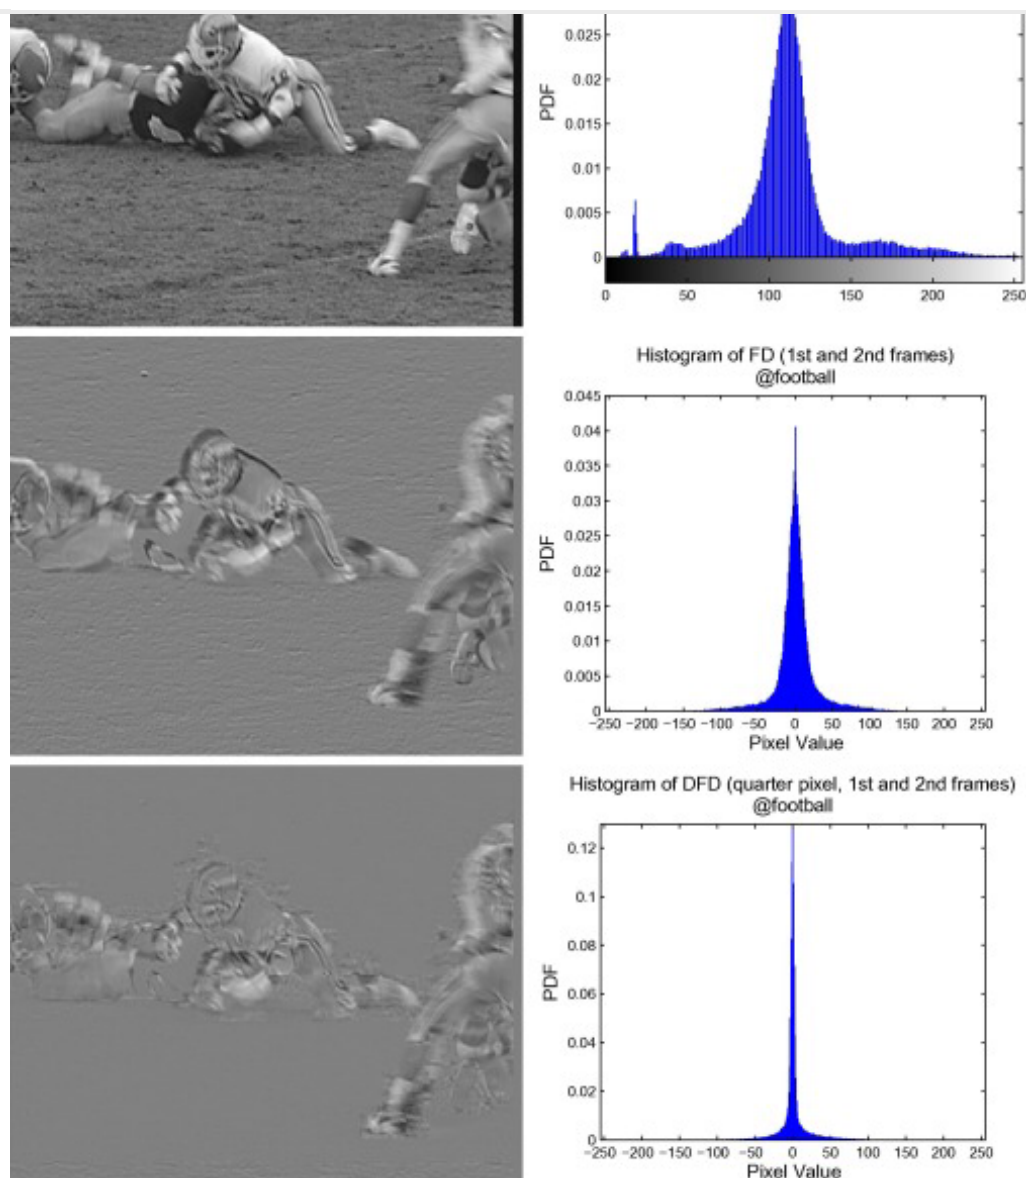 0.025
0.02
0.015
0.01
0.005
0
PDF
0 50 100 150 200 250
Histogram of FD (1st and 2nd frames)
@football
0.045
0.04
0.035
0.03
0.025
0.02
0.015
0.01
0.005
0
PDF
−250 −200 −150 −100 −50 0 50 100 150 200 250
Pixel Value
Histogram of DFD (quarter pixel, 1st and 2nd frames)
@football
0.12
0.1
0.08
0.06
0.04
0.02
0
PDF
−250 −200 −150 −100 −50 0 50 100 150 200 250
Pixel Value